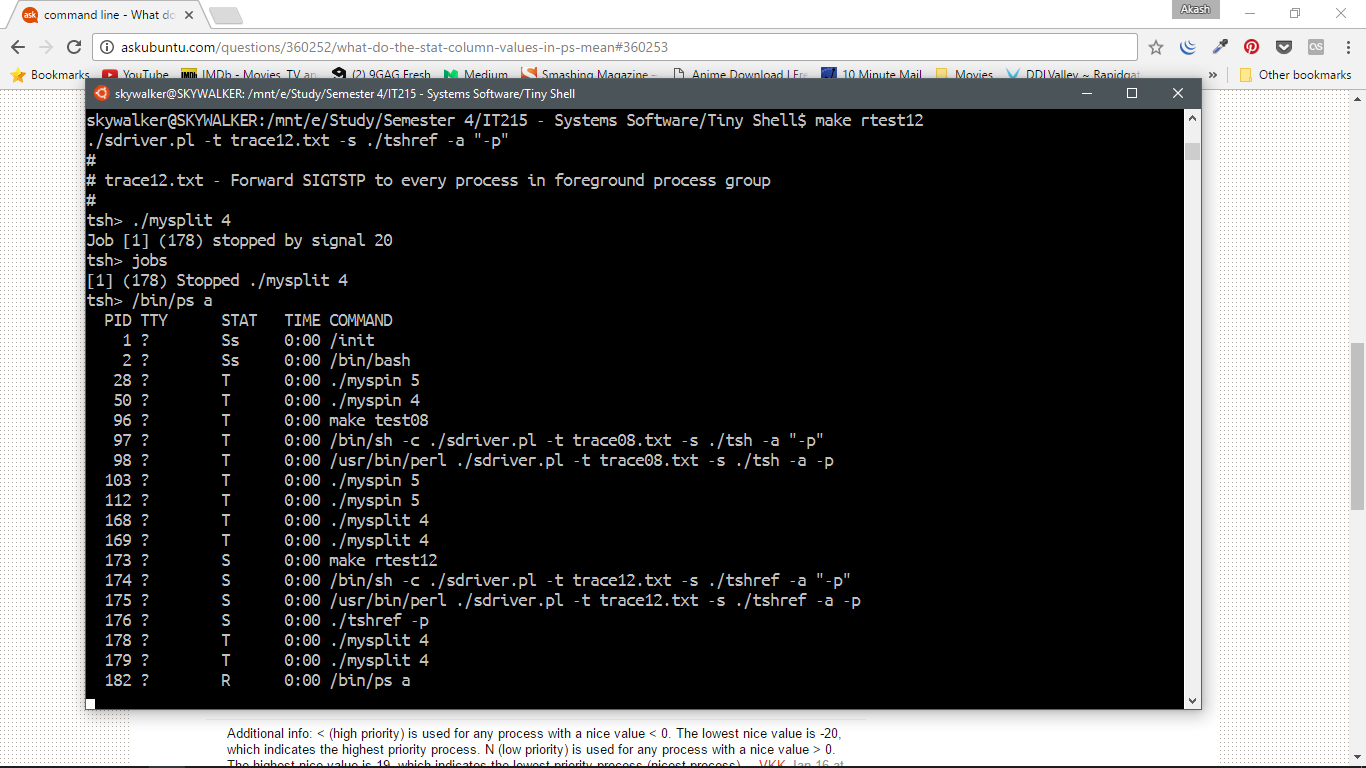 command line - What do
Akash
askubuntu.com/questions/360252/what-do-the-stat-column-values-in-ps-mean#360253
Bookmarks YouTube IMDb - Movies, TV an (2) 9GAG Fresh Medium Smashing Magazine – Anime Download | Fre 10 Minute Mail Movies DDLValley ~ Rapidgat » Other bookmarks
skywalker@SKYWALKER: /mnt/e/Study/Semester 4/IT215 - Systems Software/Tiny Shell
skywalker@SKYWALKER:/mnt/e/Study/Semester 4/IT215 - Systems Software/Tiny Shell$ make rtest12
./sdriver.pl -t trace12.txt -s ./tshref -a "-p"
#
# trace12.txt - Forward SIGTSTP to every process in foreground process group
#
tsh> ./mysplit 4
Job [1] (178) stopped by signal 20
tsh> jobs
[1] (178) Stopped ./mysplit 4
tsh> /bin/ps a
PID TTY STAT TIME COMMAND
1 ? Ss 0:00 /init
2 ? Ss 0:00 /bin/bash
28 ? T 0:00 ./myspin 5
50 ? T 0:00 ./myspin 4
96 ? T 0:00 make test08
97 ? T 0:00 /bin/sh -c ./sdriver.pl -t trace08.txt -s ./tsh -a "-p"
98 ? T 0:00 /usr/bin/perl ./sdriver.pl -t trace08.txt -s ./tsh -a -p
103 ? T 0:00 ./myspin 5
112 ? T 0:00 ./myspin 5
168 ? T 0:00 ./mysplit 4
169 ? T 0:00 ./mysplit 4
173 ? S 0:00 make rtest12
174 ? S 0:00 /bin/sh -c ./sdriver.pl -t trace12.txt -s ./tshref -a "-p"
175 ? S 0:00 /usr/bin/perl ./sdriver.pl -t trace12.txt -s ./tshref -a -p
176 ? S 0:00 ./tshref -p
178 ? T 0:00 ./mysplit 4
179 ? T 0:00 ./mysplit 4
182 ? R 0:00 /bin/ps a
Additional info: < (high priority) is used for any process with a nice value < 0. The lowest nice value is -20,
which indicates the highest priority process. N (low priority) is used for any process with a nice value > 0.
The highest nice value is 19, which indicates the lowest priority process (nicest process). – VKK Jan 16 at